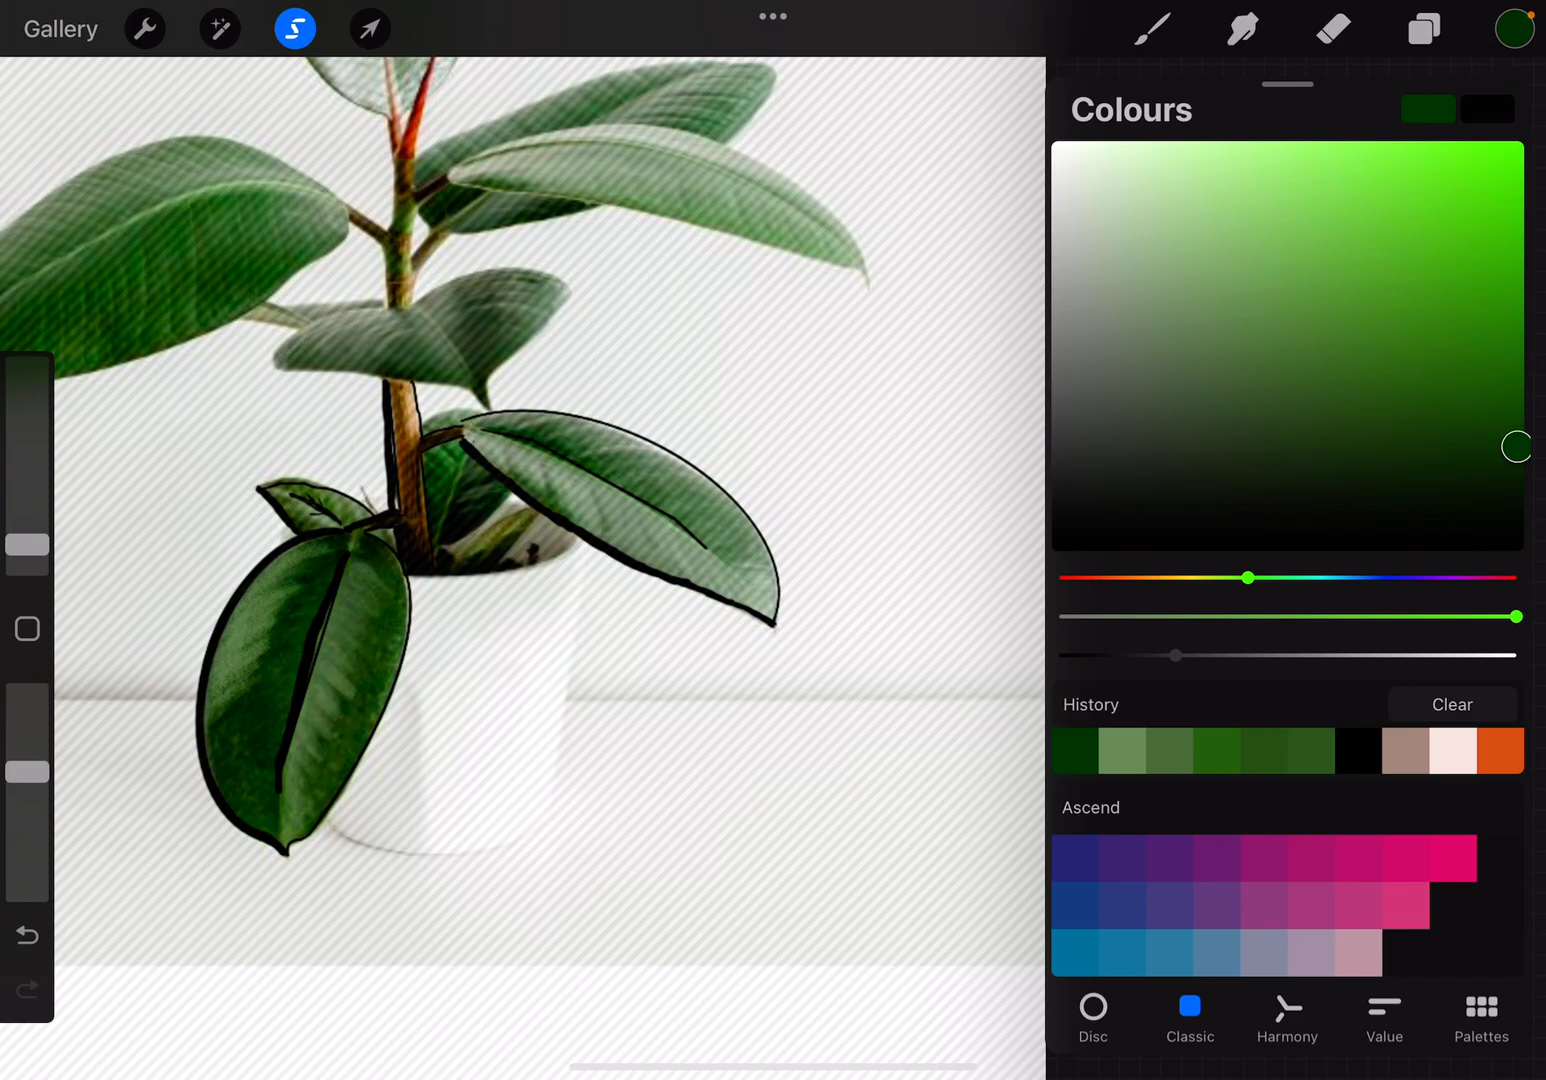 Gallery
Colours
History
Clear
Ascend
Disc
Classic
Harmony
Value
Palettes